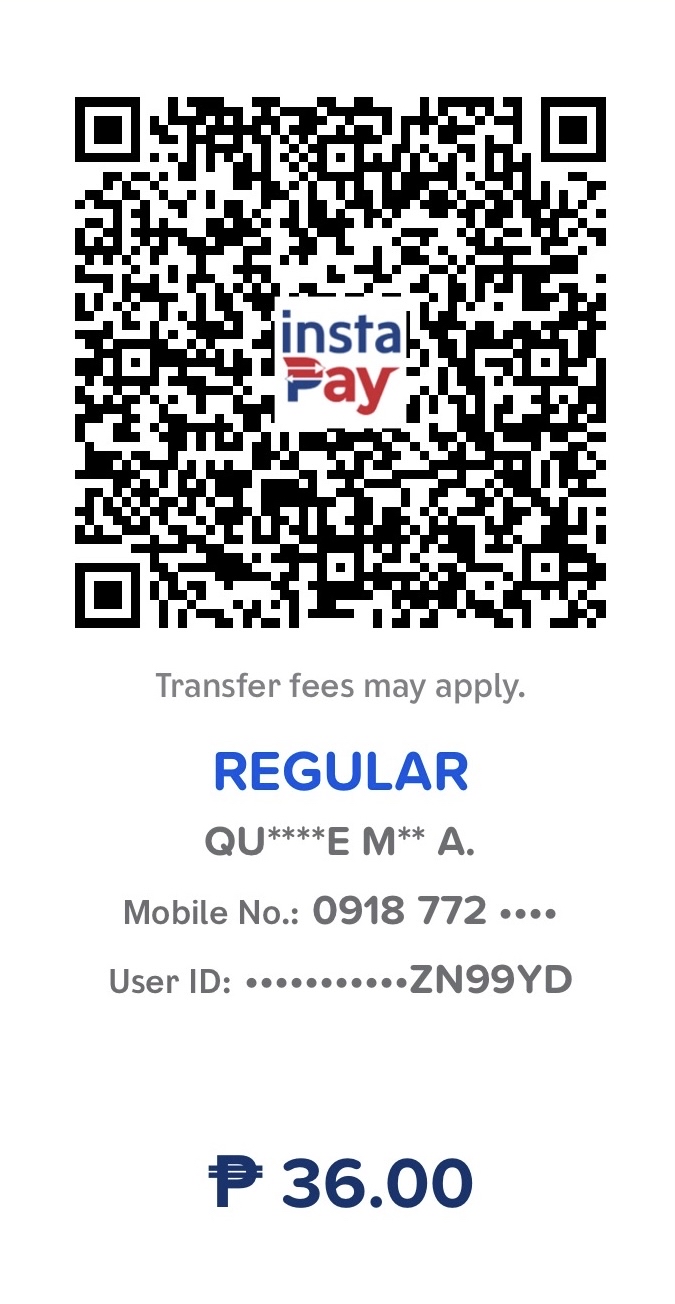 insta
Pay
Transfer fees may apply.
REGULAR
QU****E M** A.
Mobile No.: 0918 772 ••••
User ID: •••••••••••ZN99YD
₱ 36.00